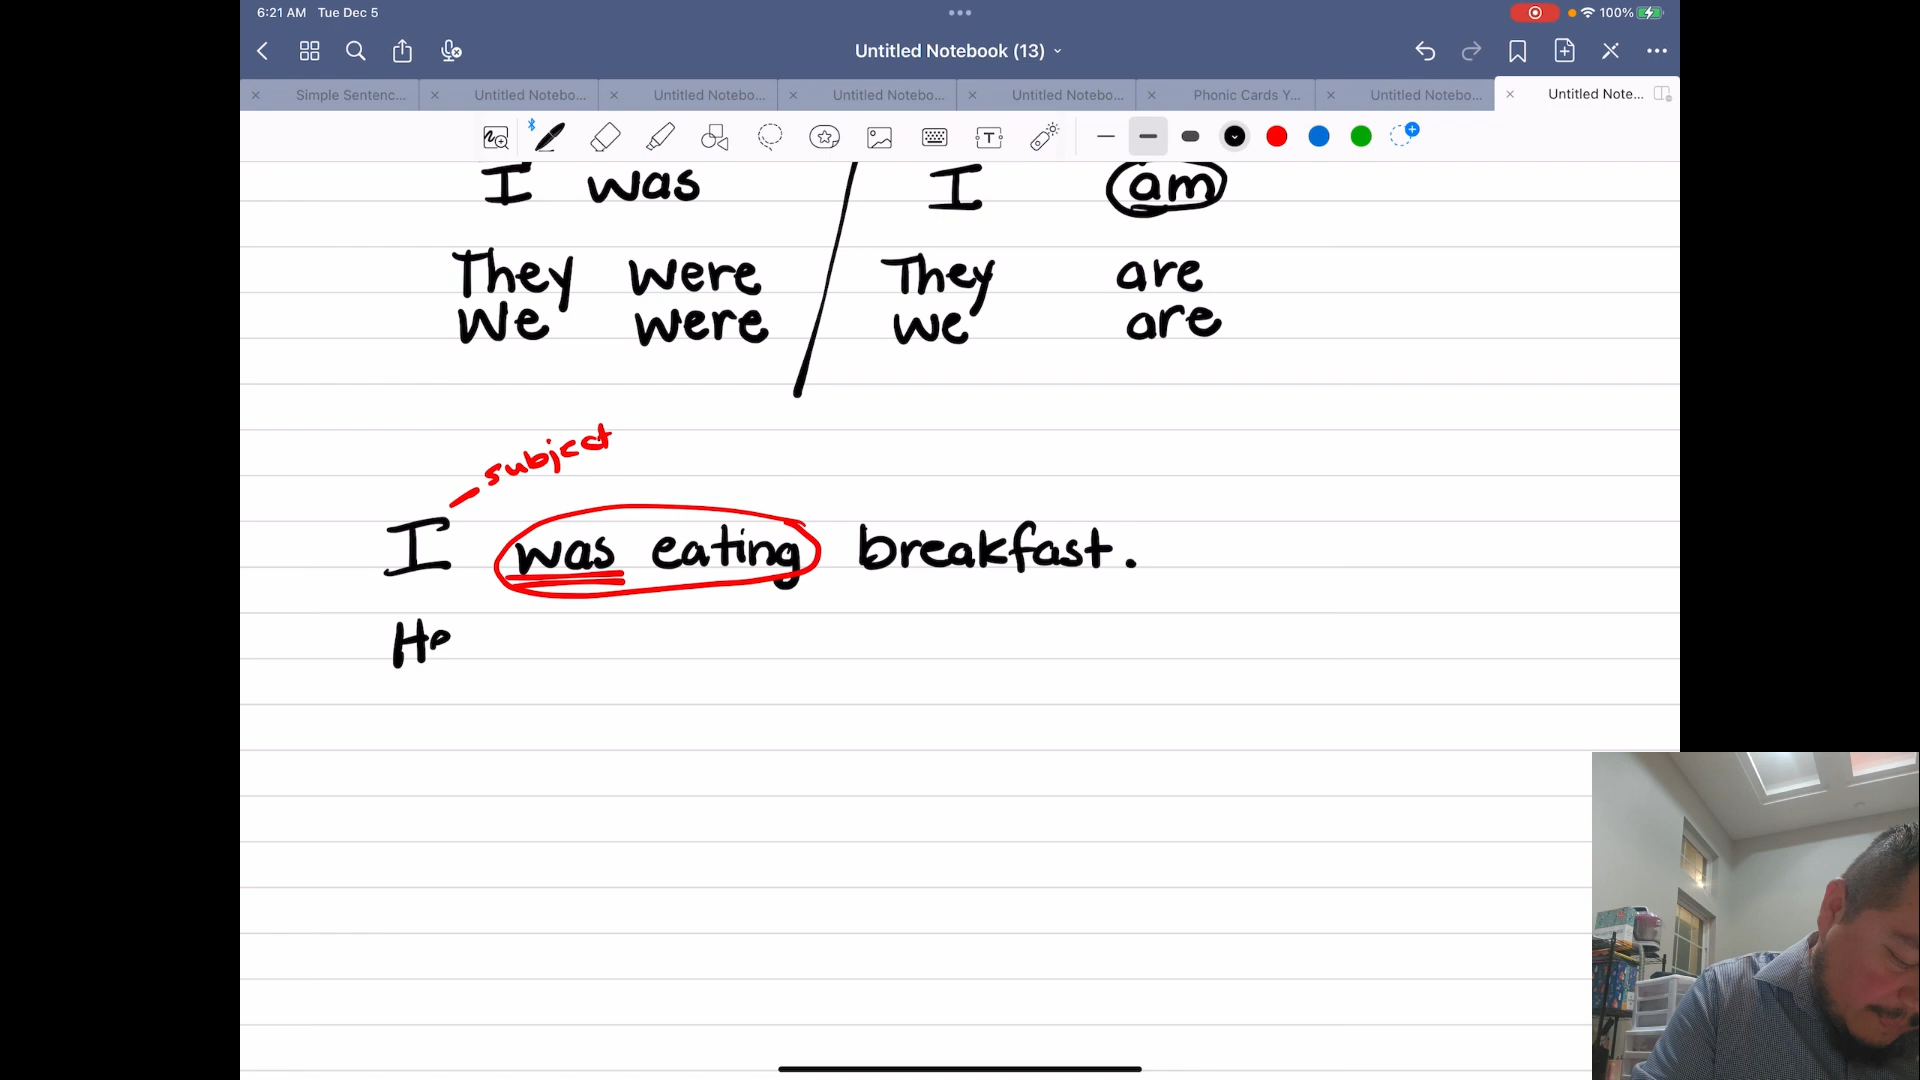 6:21 AM Tue Dec 5
100%
Untitled Notebook (13)
Simple Sentenc... Untitled Notebo... Untitled Notebo... Untitled Notebo... Untitled Notebo... Phonic Cards Y... Untitled Notebo... Untitled Note...
I was I am
They were They are
We were We are
subject
I was eating breakfast.
He